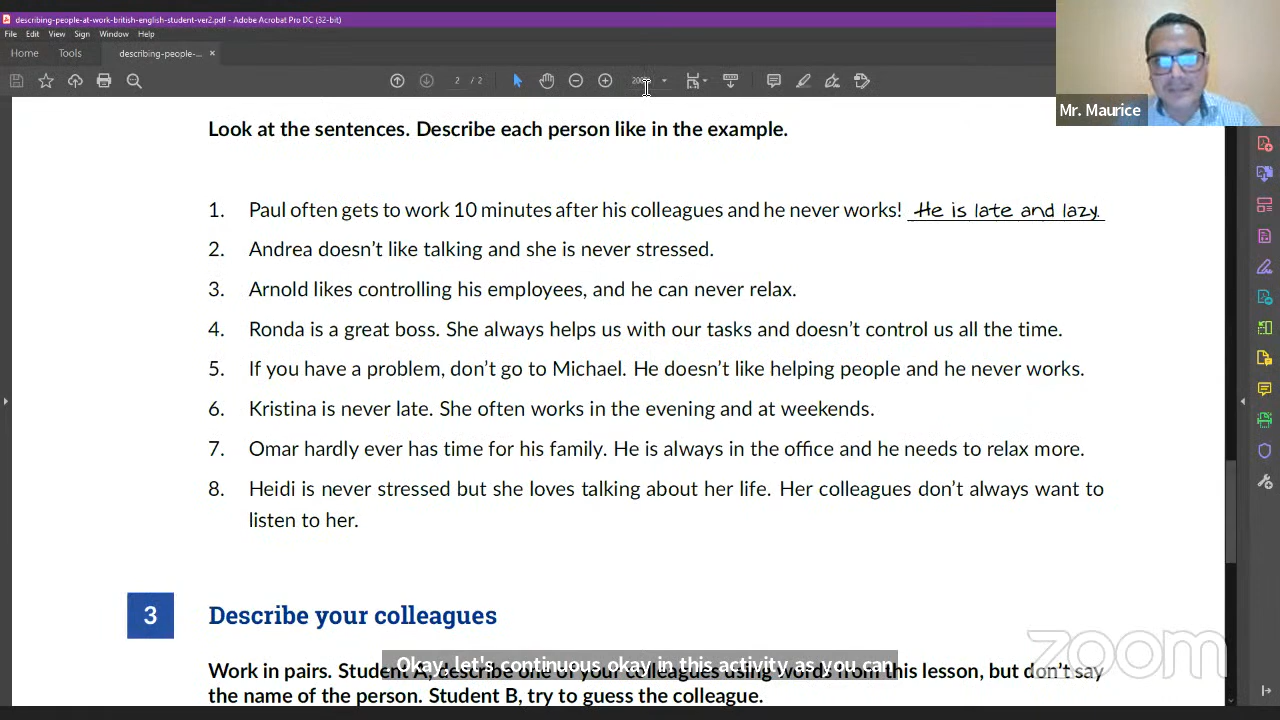 describing-people-at-work-british-english-student-ver2.pdf - Adobe Acrobat Pro DC (32-bit)
File Edit View Sign Window Help
Home Tools describing-people-... ×
2 / 2
Mr. Maurice
Look at the sentences. Describe each person like in the example.
1. Paul often gets to work 10 minutes after his colleagues and he never works! He is late and lazy.
2. Andrea doesn't like talking and she is never stressed.
3. Arnold likes controlling his employees, and he can never relax.
4. Ronda is a great boss. She always helps us with our tasks and doesn't control us all the time.
5. If you have a problem, don't go to Michael. He doesn't like helping people and he never works.
6. Kristina is never late. She often works in the evening and at weekends.
7. Omar hardly ever has time for his family. He is always in the office and he needs to relax more.
8. Heidi is never stressed but she loves talking about her life. Her colleagues don't always want to
listen to her.
3 Describe your colleagues
Okay, let's continuous okay in this activity as you can
Work in pairs. Student A, describe one of your colleagues using words from this lesson, but don't say
the name of the person. Student B, try to guess the colleague.
zoom